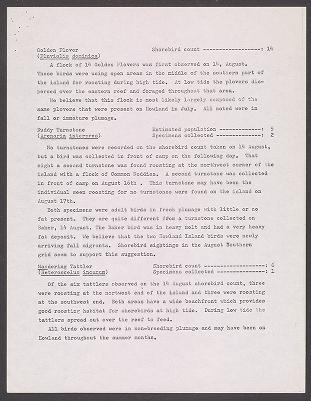 Golden Plover Shorebird count -----------------: 16
(Pluvialis dominica)
A flock of 16 Golden Plovers was first observed on 14, August.
These birds were using open areas in the middle of the southern part of
the island for roosting during high tide. At low tide the plovers dis-
persed over the eastern reef and foraged throughout that area.
We believe that this flock is most likely largely composed of the
same plovers that were present on Howland in July. All noted were in
fall or immature plumage.
Ruddy Turnstone Estimated population ------------: 5
(Arenaria interpres) Specimens collected -------------: 2
No turnstones were recorded on the shorebird count taken on 14 August,
but a bird was collected in front of camp on the following day. That
night a second turnstone was found roosting at the northwest corner of the
island with a flock of Common Noddies. A second turnstone was collected
in front of camp on August 16th . This turnstone may have been the
individual seen roosting for no turnstones were found on the island on
August 17th.
Both specimens were adult birds in fresh plumage with little or no
fat present. They are quite different from a turnstone collected on
Baker, 14 August. The Baker bird was in heavy molt and had a very heavy
fat deposit. We believe that the two Howland Island birds were newly
arriving fall migrants. Shorebird sightings in the August Southern
grid seem to support this suggestion.
Wandering Tattler Shorebird count ----------------: 6
(Heteroscelus incanum) Specimens collected ------------: 1
Of the six tattlers observed on the 14 August shorebird count, three
were roosting at the nortwest end of the island and three were roosting
at the southwest end. Both areas have a wide beachfront which provides
good roosting habitat for shorebirds at high tide. During low tide the
tattlers spread out over the reef to feed.
All birds observed were in non-breeding plumage and may have been on
Howland throughout the summer months.